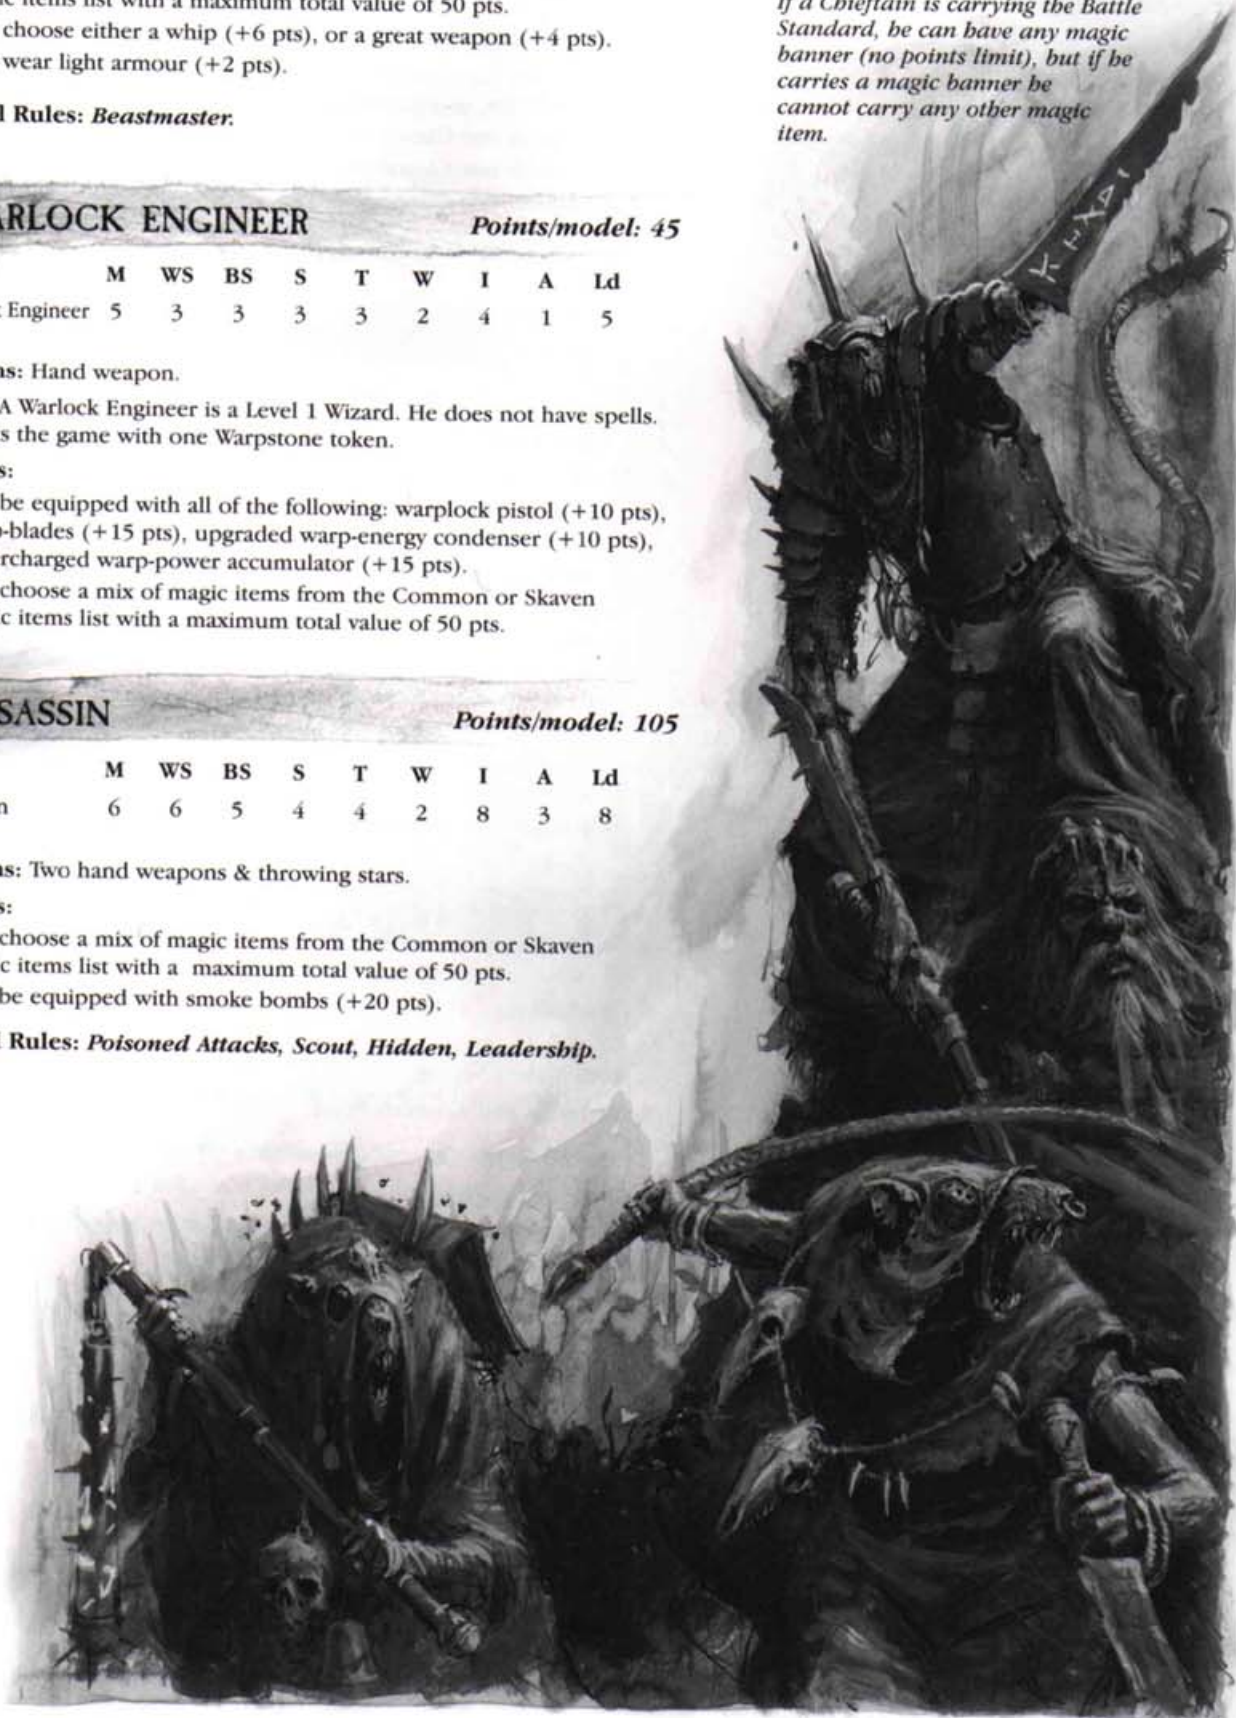 items list with a maximum total value of 50 pts.
choose either a whip (+6 pts), or a great weapon (+4 pts).
wear light armour (+2 pts).
Rules: Beastmaster.
If a Chieftain is carrying the Battle
Standard, he can have any magic
banner (no points limit), but if he
carries a magic banner he
cannot carry any other magic
item.
RLOCK ENGINEER Points/model: 45
M WS BS S T W I A Ld
Engineer 5 3 3 3 3 2 4 1 5
ns: Hand weapon.
A Warlock Engineer is a Level 1 Wizard. He does not have spells.
s the game with one Warpstone token.
s:
be equipped with all of the following: warplock pistol (+10 pts),
-blades (+15 pts), upgraded warp-energy condenser (+10 pts),
rcharged warp-power accumulator (+15 pts).
choose a mix of magic items from the Common or Skaven
c items list with a maximum total value of 50 pts.
SASSIN Points/model: 105
M WS BS S T W I A Ld
n 6 6 5 4 4 2 8 3 8
ns: Two hand weapons & throwing stars.
s:
choose a mix of magic items from the Common or Skaven
c items list with a maximum total value of 50 pts.
be equipped with smoke bombs (+20 pts).
l Rules: Poisoned Attacks, Scout, Hidden, Leadership.